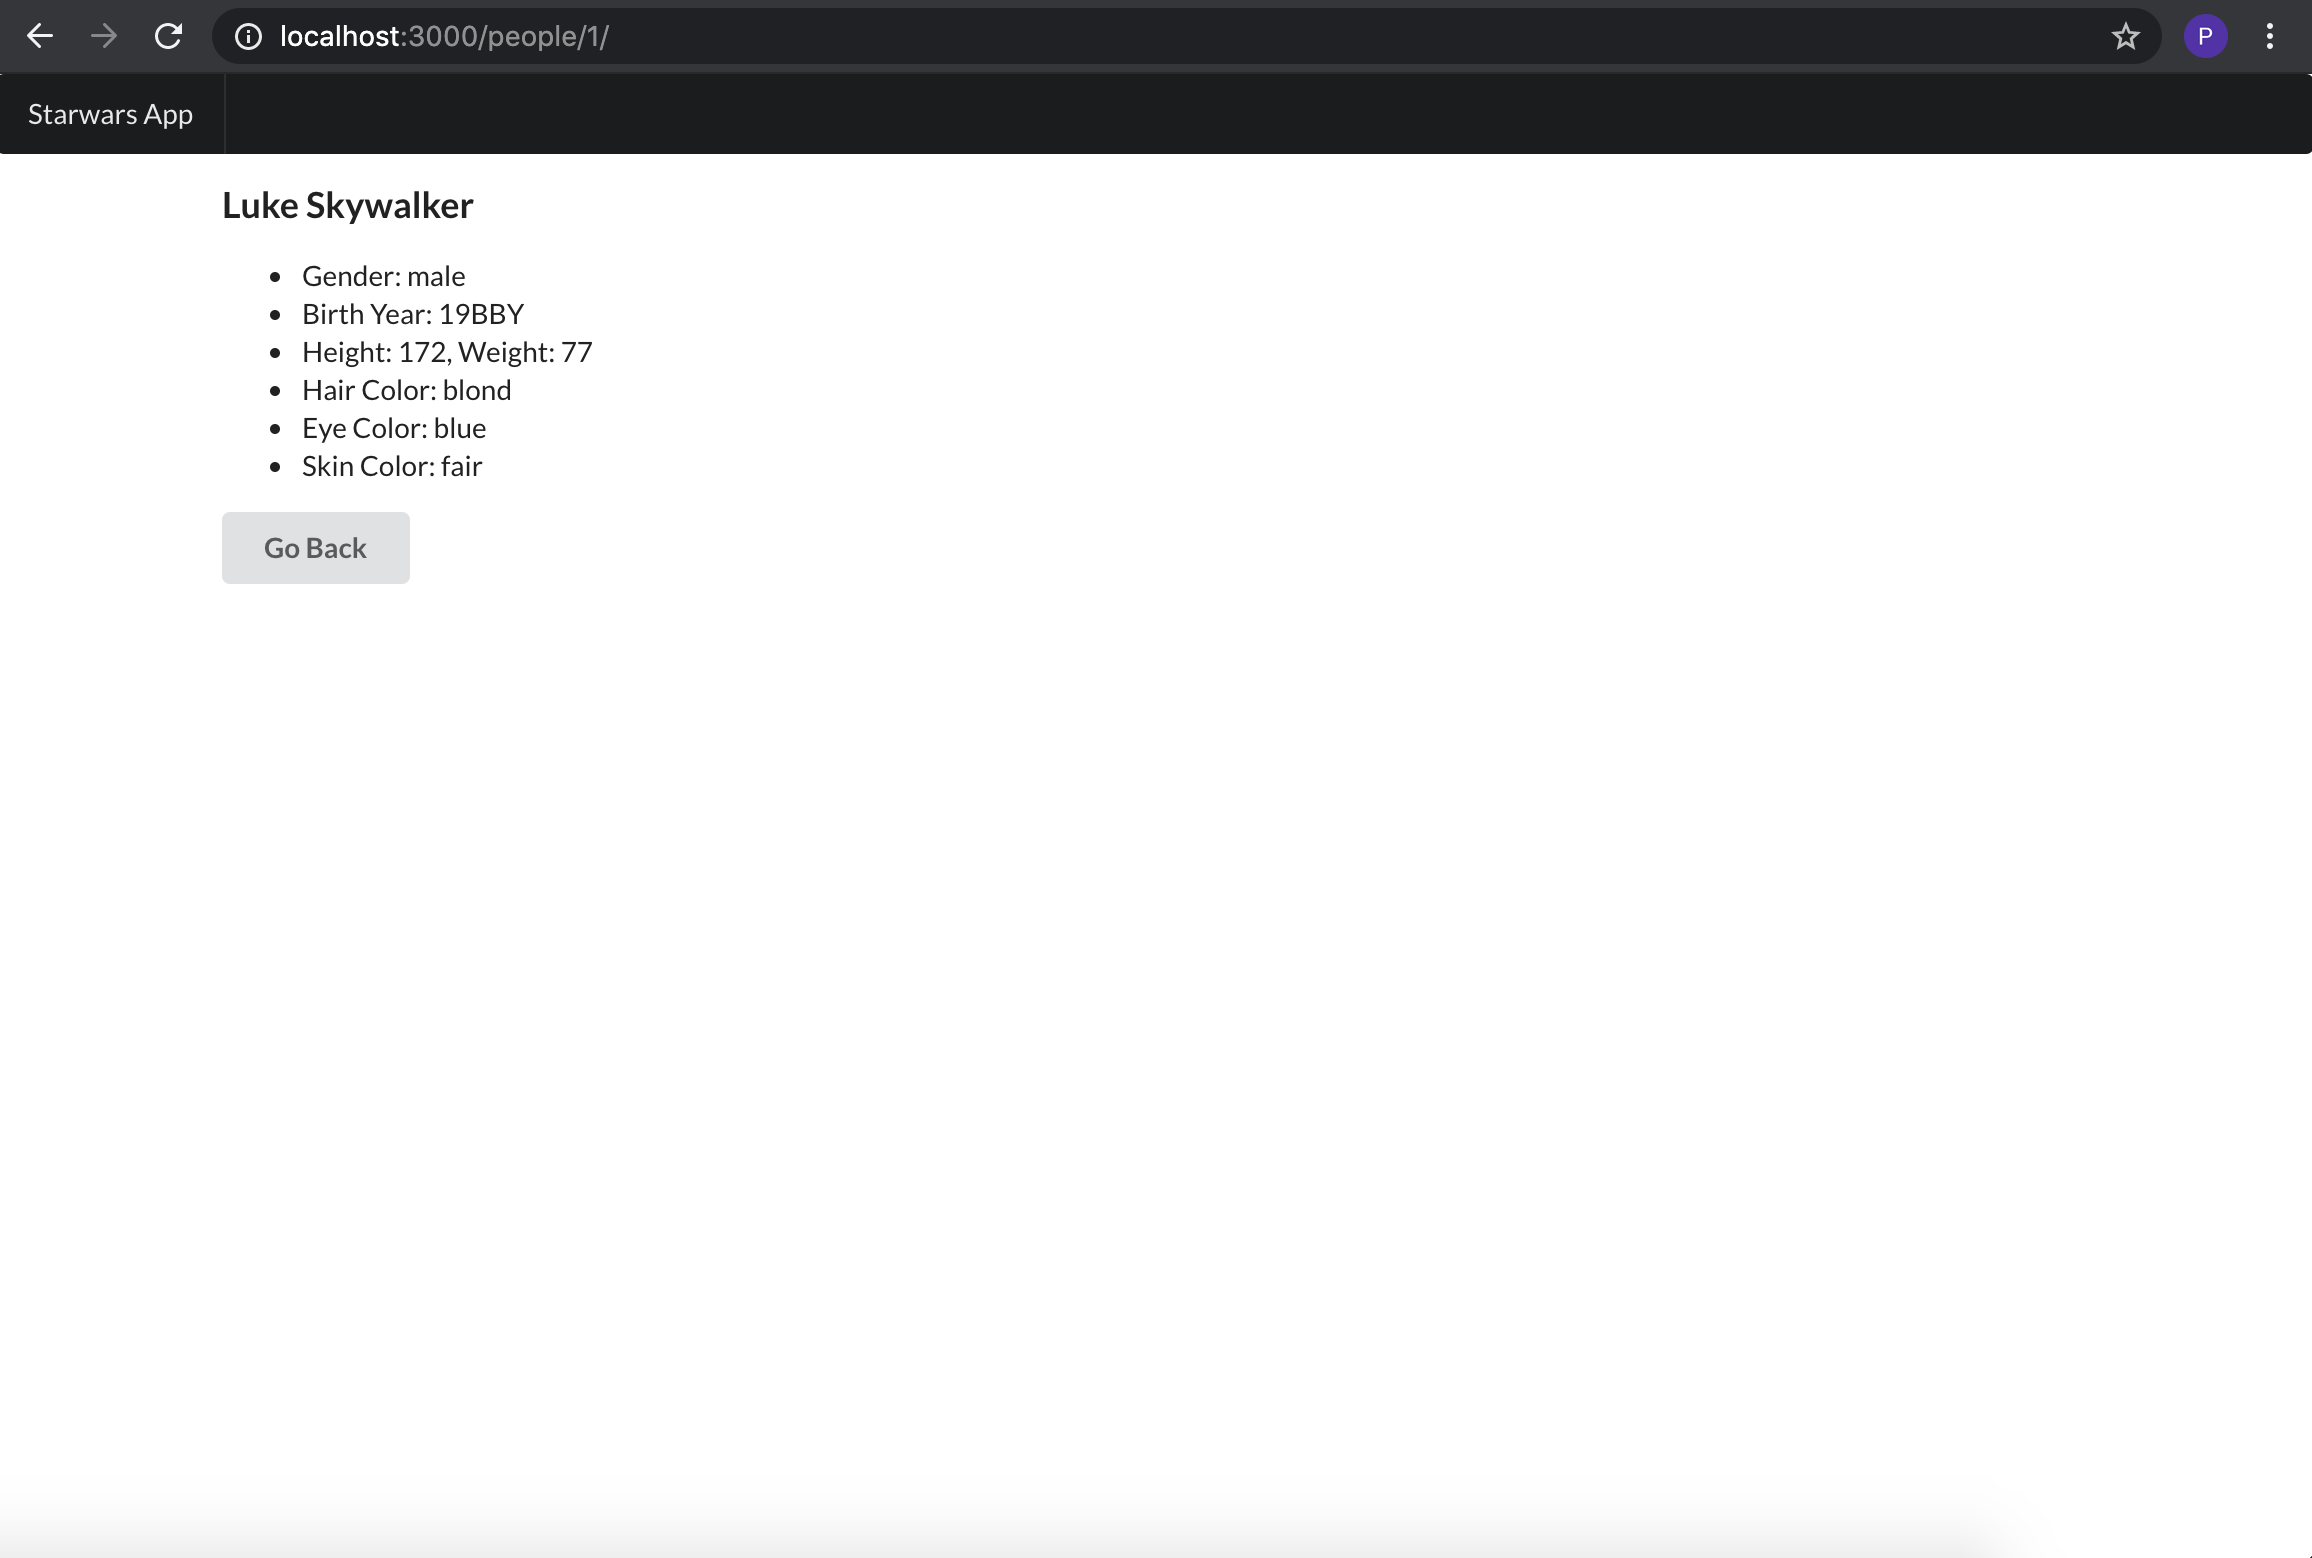 localhost:3000/people/1/
P
Starwars App
Luke Skywalker
Gender: male
Birth Year: 19BBY
Height: 172, Weight: 77
Hair Color: blond
Eye Color: blue
Skin Color: fair
Go Back